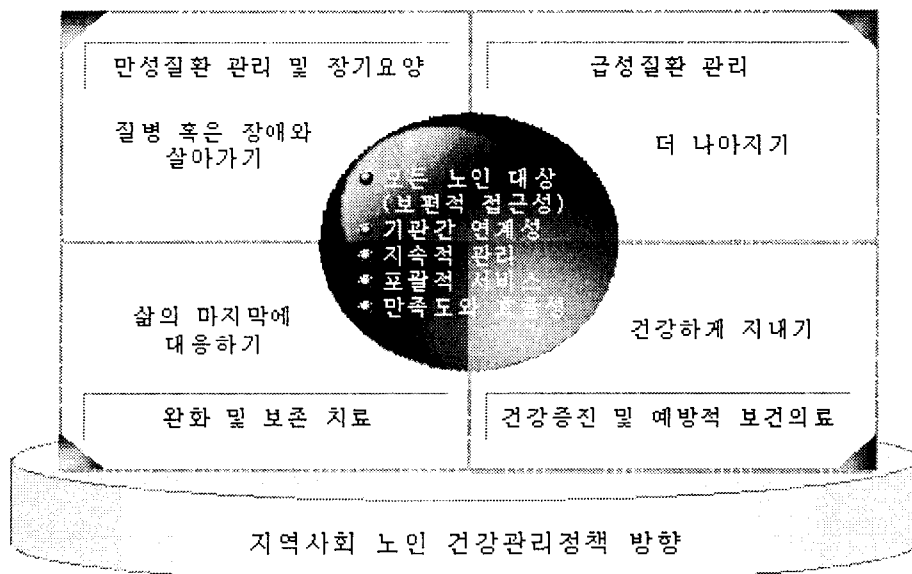 만성질환 관리 및 장기요양
질병 혹은 장애와
살아가기
급성질환 관리
더 나아지기
모든 노인 대상
(보편적 접근성)
기관간 연계성
지속적 관리
포괄적 서비스
만족도와 효율성
삶의 마지막에
대응하기
완화 및 보존 치료
건강하게 지내기
건강증진 및 예방적 보건의료
지역사회 노인 건강관리정책 방향